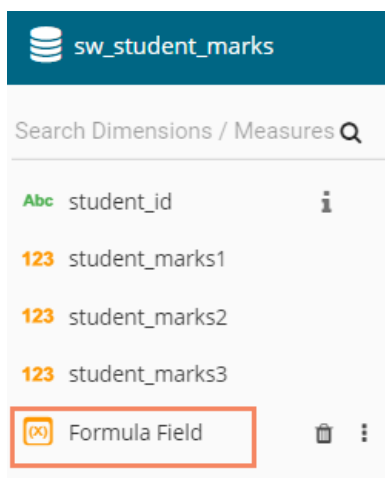 sw_student_marks
Search Dimensions / Measures
Abc student_id
123 student_marks1
123 student_marks2
123 student_marks3
(x) Formula Field